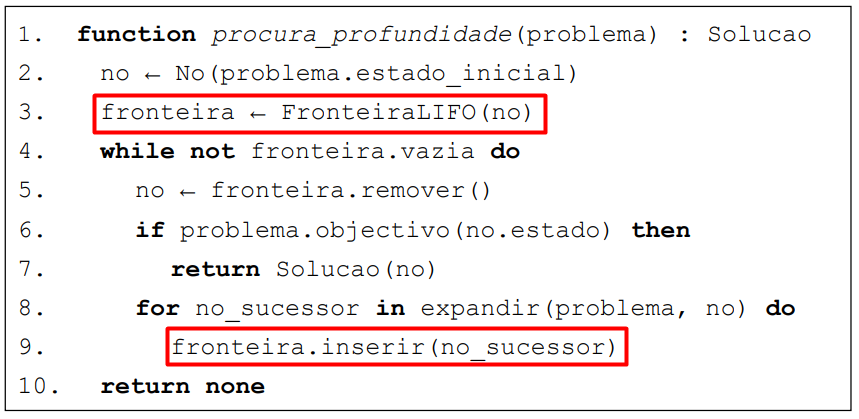 1. function procura_profundidade(problema) : Solucao
2. no ← No(problema.estado_inicial)
3. fronteira ← FronteiraLIFO(no)
4. while not fronteira.vazia do
5. no ← fronteira.remover()
6. if problema.objectivo(no.estado) then
7. return Solucao(no)
8. for no_sucessor in expandir(problema, no) do
9. fronteira.inserir(no_sucessor)
10. return none